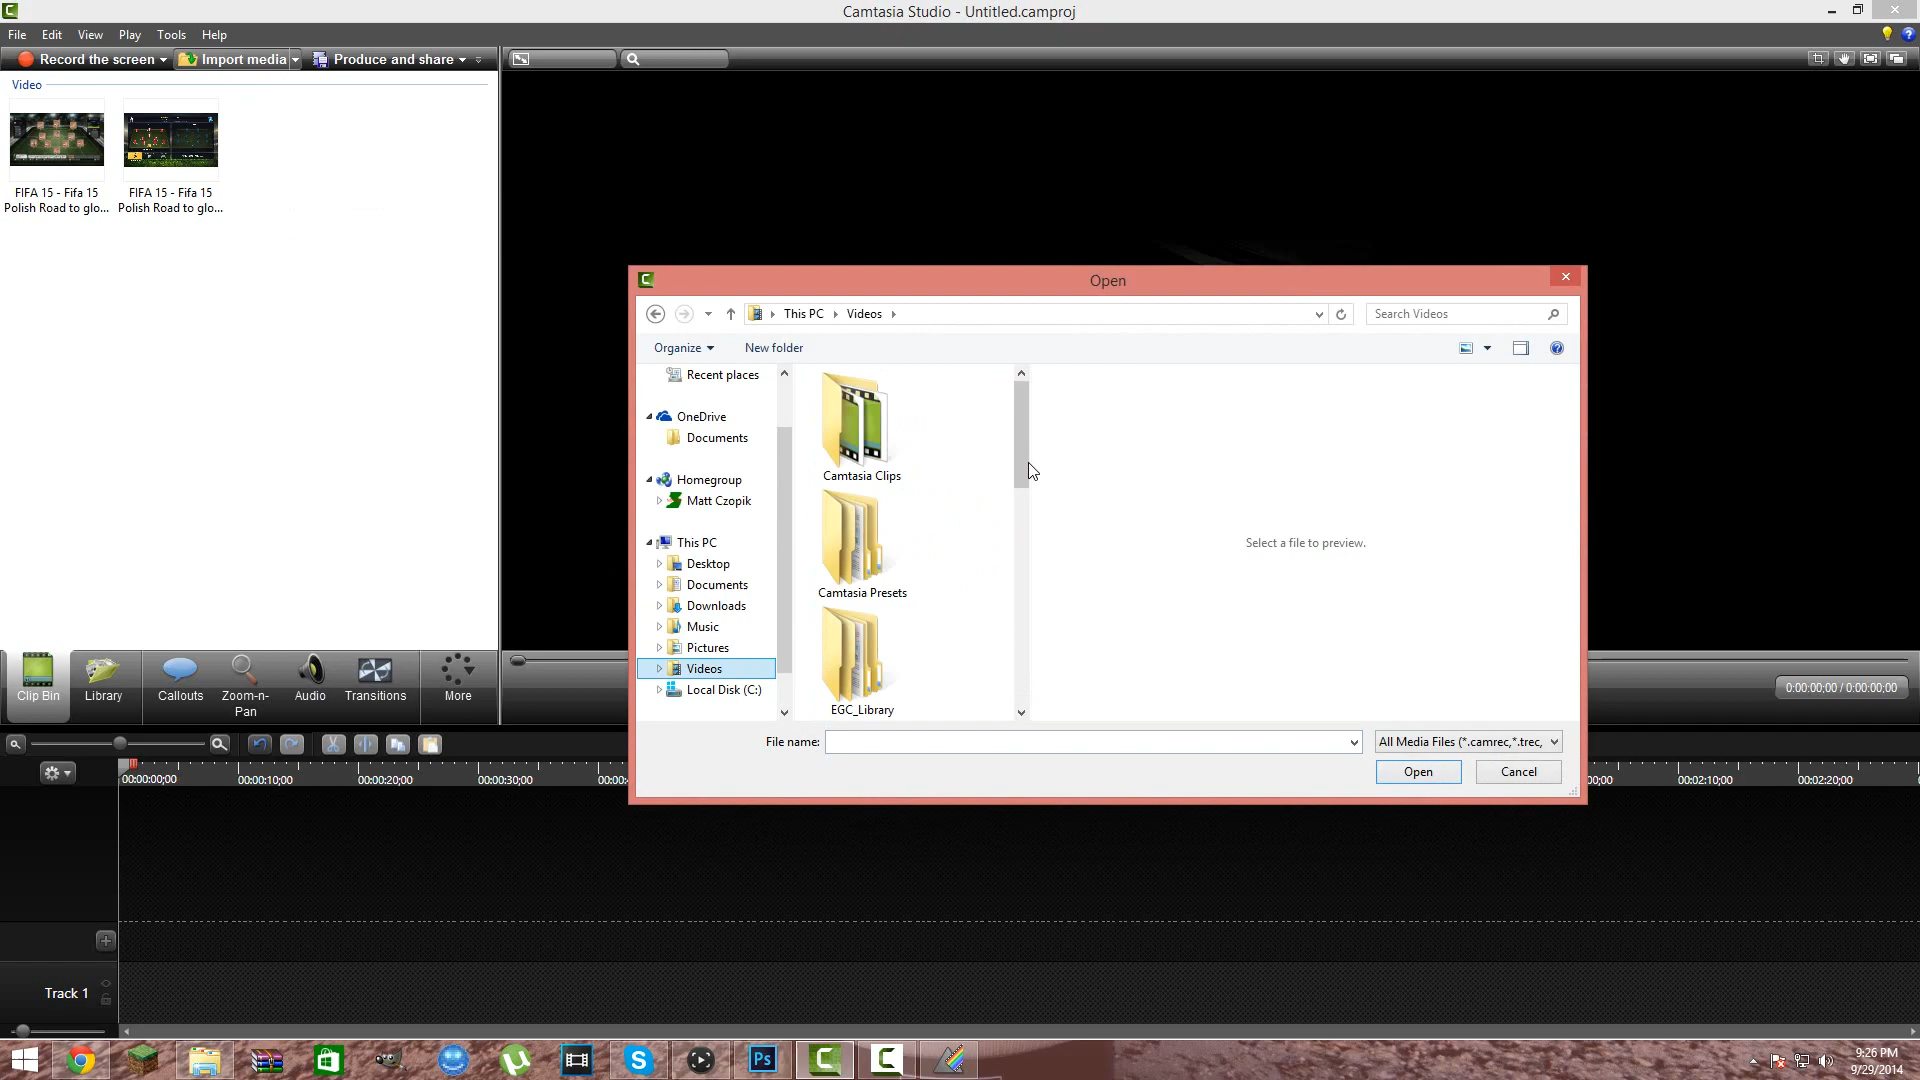 Camtasia Studio - Untitled.camproj
File Edit View Play Tools Help
Record the screen Import media Produce and share
Video
FIFA 15 - Fifa 15
Polish Road to glo...
FIFA 15 - Fifa 15
Polish Road to glo...
Open
This PC Videos
Search Videos
Organize New folder
Recent places
OneDrive
Documents
Homegroup
Matt Czopik
This PC
Desktop
Documents
Downloads
Music
Pictures
Videos
Local Disk (C:)
Camtasia Clips
Camtasia Presets
EGC_Library
Select a file to preview.
File name:
All Media Files (*.camrec,*.trec,
Open Cancel
Clip Bin Library Callouts Zoom-n-Pan Audio Transitions More
0:00:00;00 / 0:00:00;00
00:00:00;00 00:00:10;00 00:00:20;00 00:00:30;00 00:02:10;00 00:02:20;00
Track 1
Ps
9:26 PM
9/29/2014